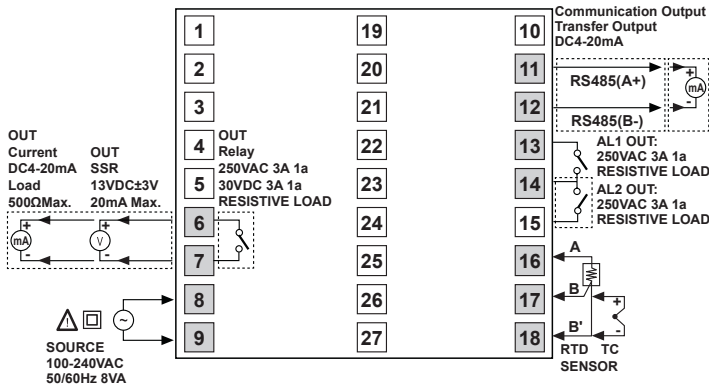 1 19 10
2 20 11
3 21 12
4 22 13
5 23 14
6 24 15
7 25 16
8 26 17
9 27 18
Communication Output
Transfer Output
DC4-20mA
RS485(A+)
RS485(B-)
+
mA
-
AL1 OUT:
250VAC 3A 1a
RESISTIVE LOAD
AL2 OUT:
250VAC 3A 1a
RESISTIVE LOAD
OUT
Current
DC4-20mA
Load
500ΩMax.
OUT
SSR
13VDC±3V
20mA Max.
OUT
Relay
250VAC 3A 1a
30VDC 3A 1a
RESISTIVE LOAD
+
mA
-
+
V
-
A
B
B'
+
-
RTD TC
SENSOR
!
~
SOURCE
100-240VAC
50/60Hz 8VA